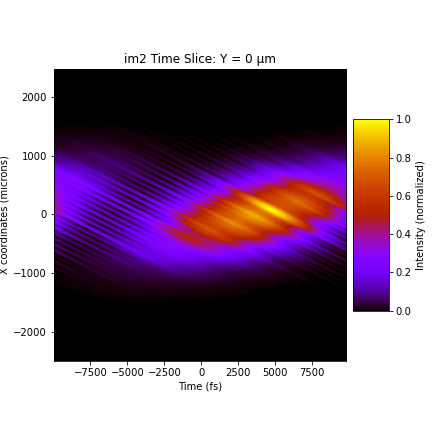 im2 Time Slice: Y = 0 µm
X coordinates (microns)
2000
1000
0
−1000
−2000
−7500 −5000 −2500 0 2500 5000 7500
Time (fs)
1.0
0.8
0.6
0.4
0.2
0.0
Intensity (normalized)